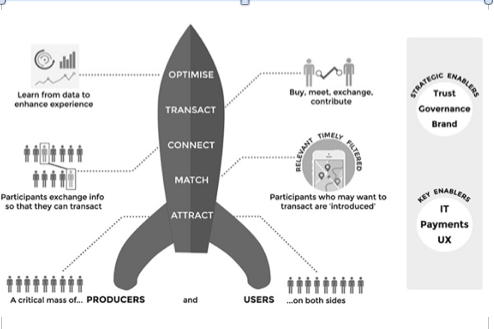 OPTIMISE
Learn from data to
enhance experience
TRANSACT
Buy, meet, exchange,
contribute
CONNECT
Participants exchange info
so that they can transact
MATCH
RELEVANT TIMELY FILTERED
Participants who may want to
transact are 'introduced'
ATTRACT
A critical mass of... PRODUCERS and USERS ...on both sides
STRATEGIC ENABLERS
Trust
Governance
Brand
KEY ENABLERS
IT
Payments
UX